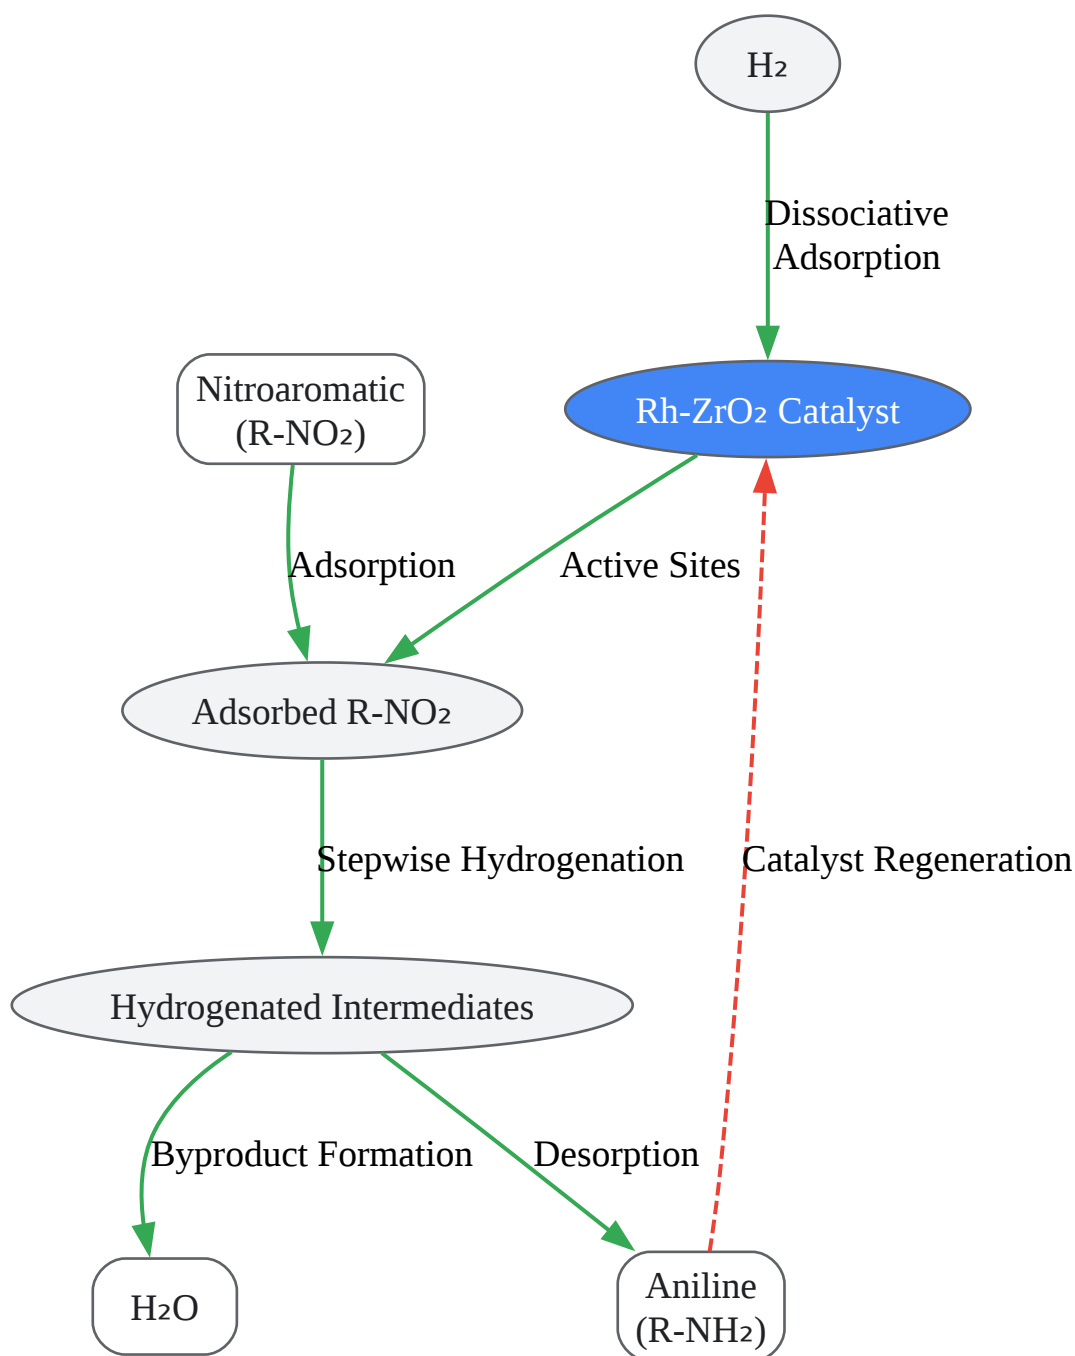 H₂
Dissociative
Adsorption
Nitroaromatic
(R-NO₂)
Rh-ZrO₂ Catalyst
Adsorption
Active Sites
Adsorbed R-NO₂
Stepwise Hydrogenation
Catalyst Regeneration
Hydrogenated Intermediates
Byproduct Formation
Desorption
H₂O
Aniline
(R-NH₂)